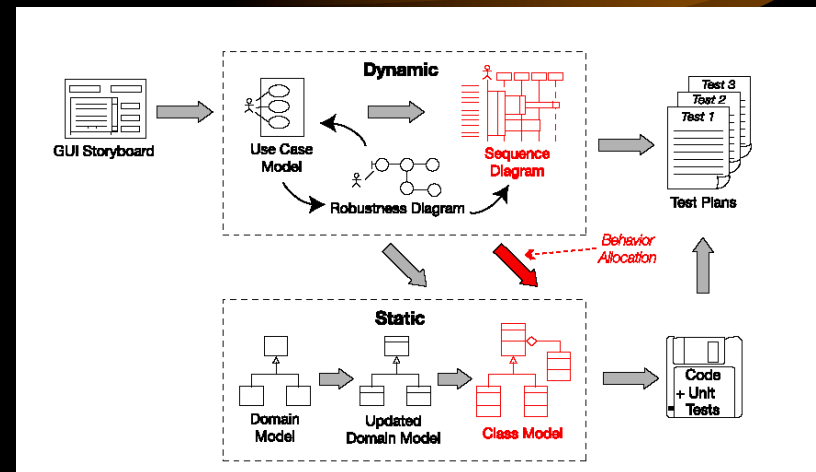 Dynamic
Test 3
Test 2
Test 1
GUI Storyboard
Use Case
Model
Sequence
Diagram
Robustness Diagram
Test Plans
Behavior
Allocation
Static
Domain
Model
Updated
Domain Model
Class Model
Code
+ Unit
Tests